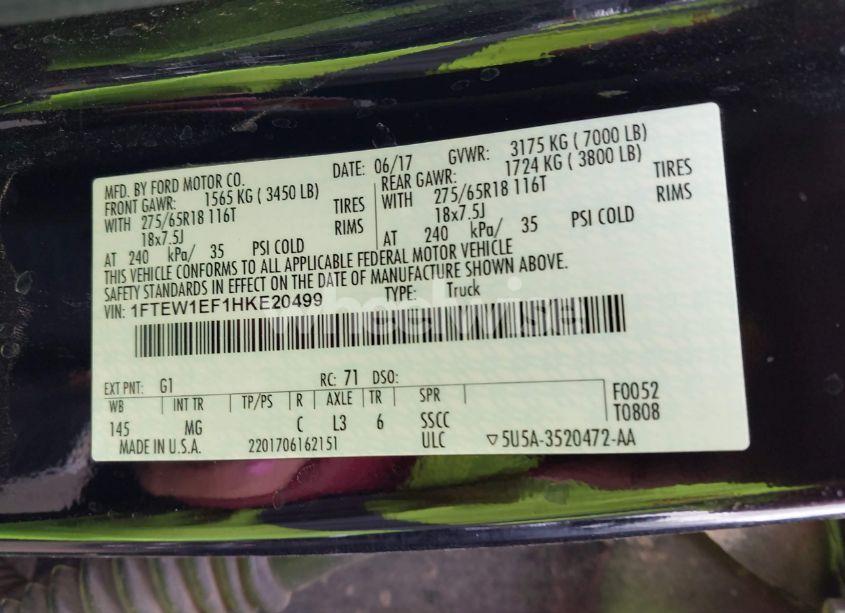 MFD. BY FORD MOTOR CO. DATE: 06/17 GVWR: 3175 KG ( 7000 LB)
FRONT GAWR: 1565 KG ( 3450 LB) REAR GAWR: 1724 KG ( 3800 LB)
WITH 275/65R18 116T TIRES WITH 275/65R18 116T TIRES
18x7.5J RIMS 18x7.5J RIMS
AT 240 kPa/ 35 PSI COLD AT 240 kPa/ 35 PSI COLD
THIS VEHICLE CONFORMS TO ALL APPLICABLE FEDERAL MOTOR VEHICLE
SAFETY STANDARDS IN EFFECT ON THE DATE OF MANUFACTURE SHOWN ABOVE.
VIN: 1FTEW1EF1HKE20499 TYPE: Truck
wheelwise
EXT PNT: G1 RC: 71 DSO: F0052
WB INT TR TP/PS R AXLE TR SPR T0808
145 MG C L3 6 SSCC
MADE IN U.S.A. 2201706162151 ULC ▽5U5A-3520472-AA